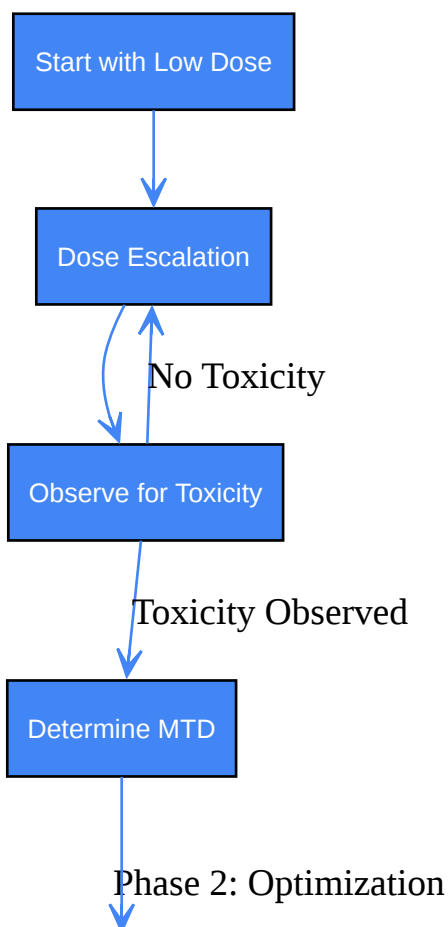 Start with Low Dose
Dose Escalation
No Toxicity
Observe for Toxicity
Toxicity Observed
Determine MTD
Phase 2: Optimization